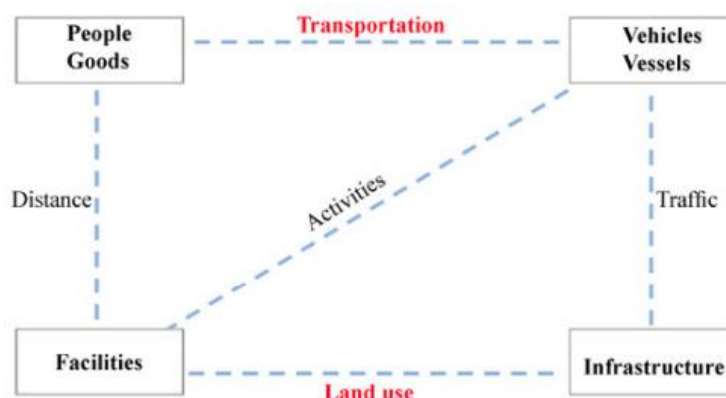 Transportation
People
Goods
Vehicles
Vessels
Distance
Activities
Traffic
Facilities
Infrastructure
Land use